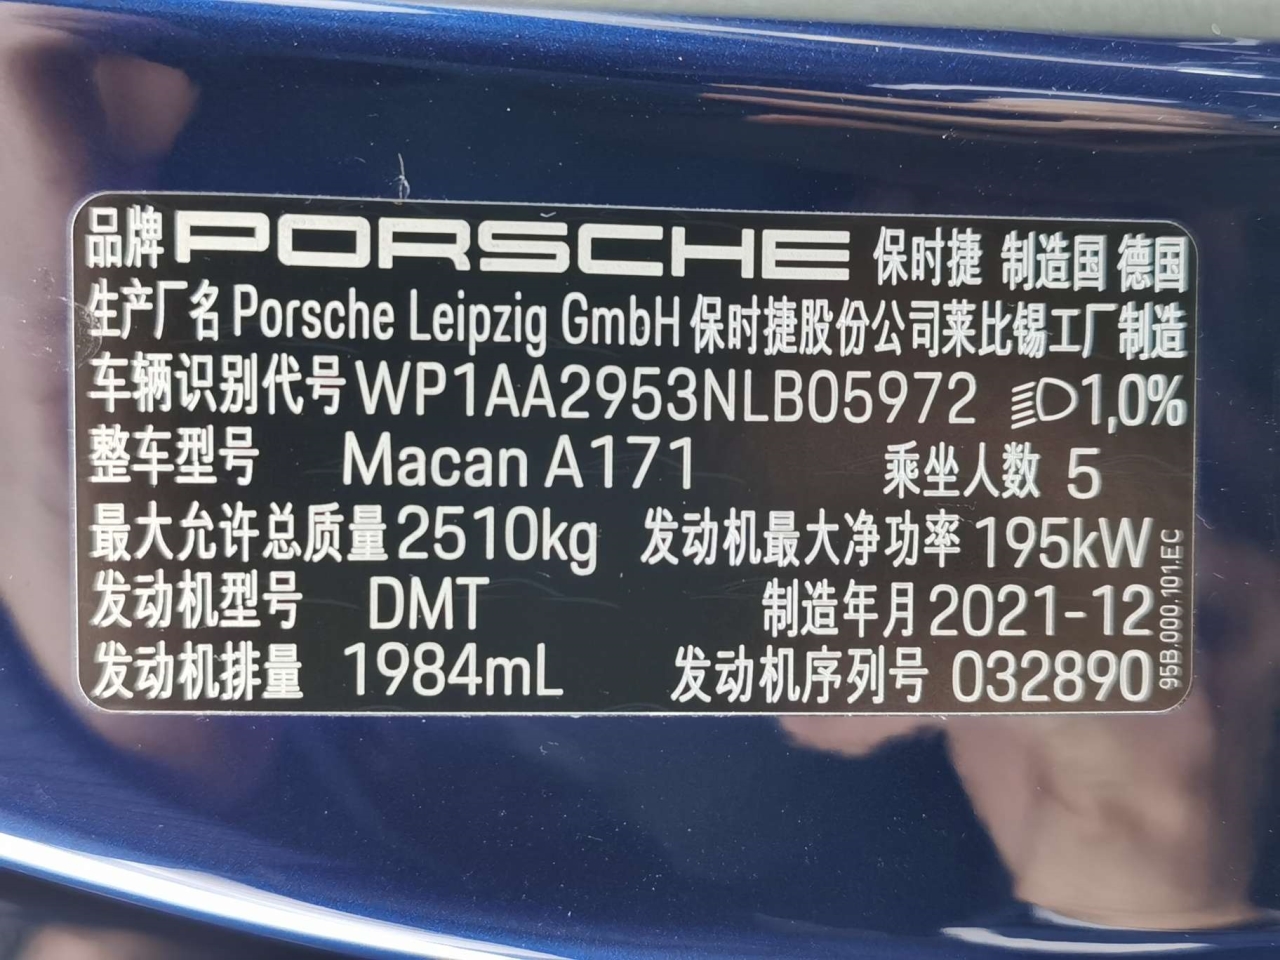 品牌 PORSCHE 保时捷 制造国 德国
生产厂名 Porsche Leipzig GmbH 保时捷股份公司莱比锡工厂制造
车辆识别代号 WP1AA2953NLB05972 1,0%
整车型号 Macan A171 乘坐人数 5
最大允许总质量 2510kg 发动机最大净功率 195kW
发动机型号 DMT 制造年月 2021-12
发动机排量 1984mL 发动机序列号 032890
95B.000.101.EC